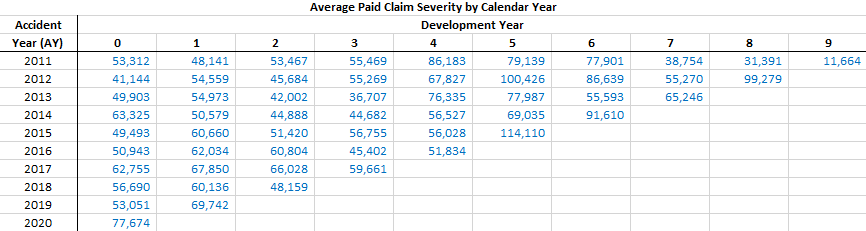 Average Paid Claim Severity by Calendar Year
Accident Development Year
Year (AY) 0 1 2 3 4 5 6 7 8 9
2011 53,312 48,141 53,467 55,469 86,183 79,139 77,901 38,754 31,391 11,664
2012 41,144 54,559 45,684 55,269 67,827 100,426 86,639 55,270 99,279
2013 49,903 54,973 42,002 36,707 76,335 77,987 55,593 65,246
2014 63,325 50,579 44,888 44,682 56,527 69,035 91,610
2015 49,493 60,660 51,420 56,755 56,028 114,110
2016 50,943 62,034 60,804 45,402 51,834
2017 62,755 67,850 66,028 59,661
2018 56,690 60,136 48,159
2019 53,051 69,742
2020 77,674